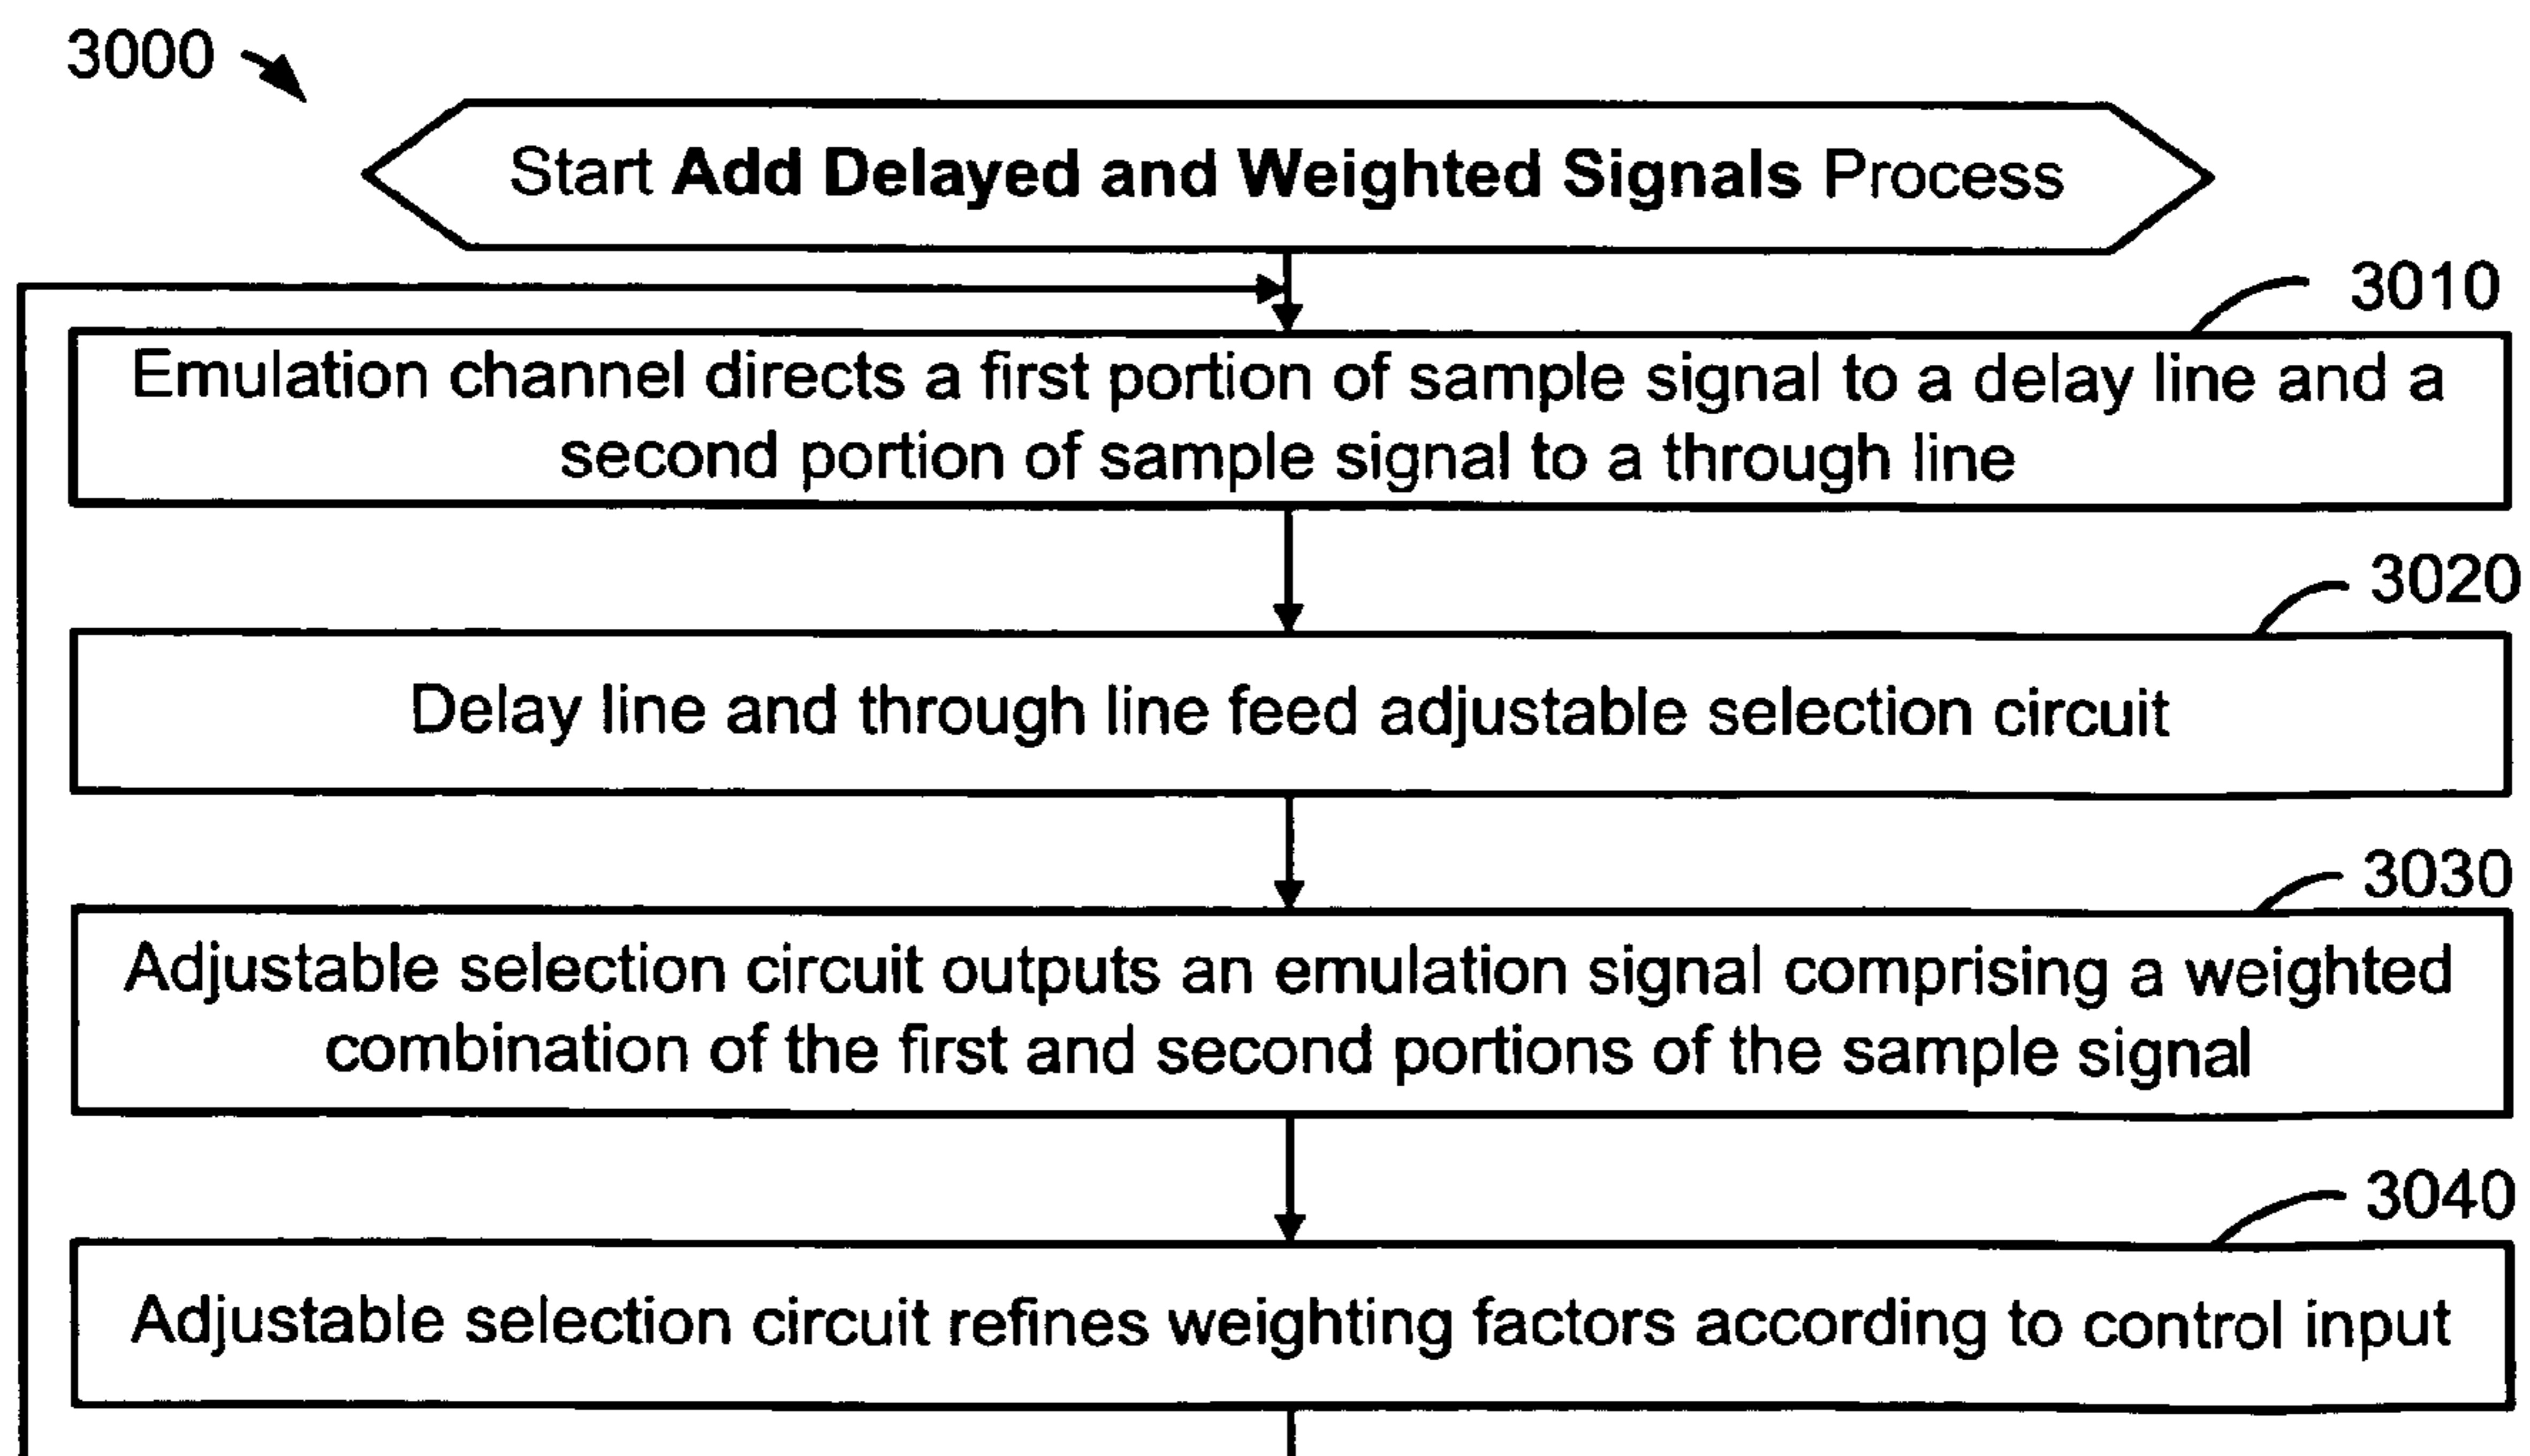 3000
Start Add Delayed and Weighted Signals Process
3010
Emulation channel directs a first portion of sample signal to a delay line and a
second portion of sample signal to a through line
3020
Delay line and through line feed adjustable selection circuit
3030
Adjustable selection circuit outputs an emulation signal comprising a weighted
combination of the first and second portions of the sample signal
3040
Adjustable selection circuit refines weighting factors according to control input